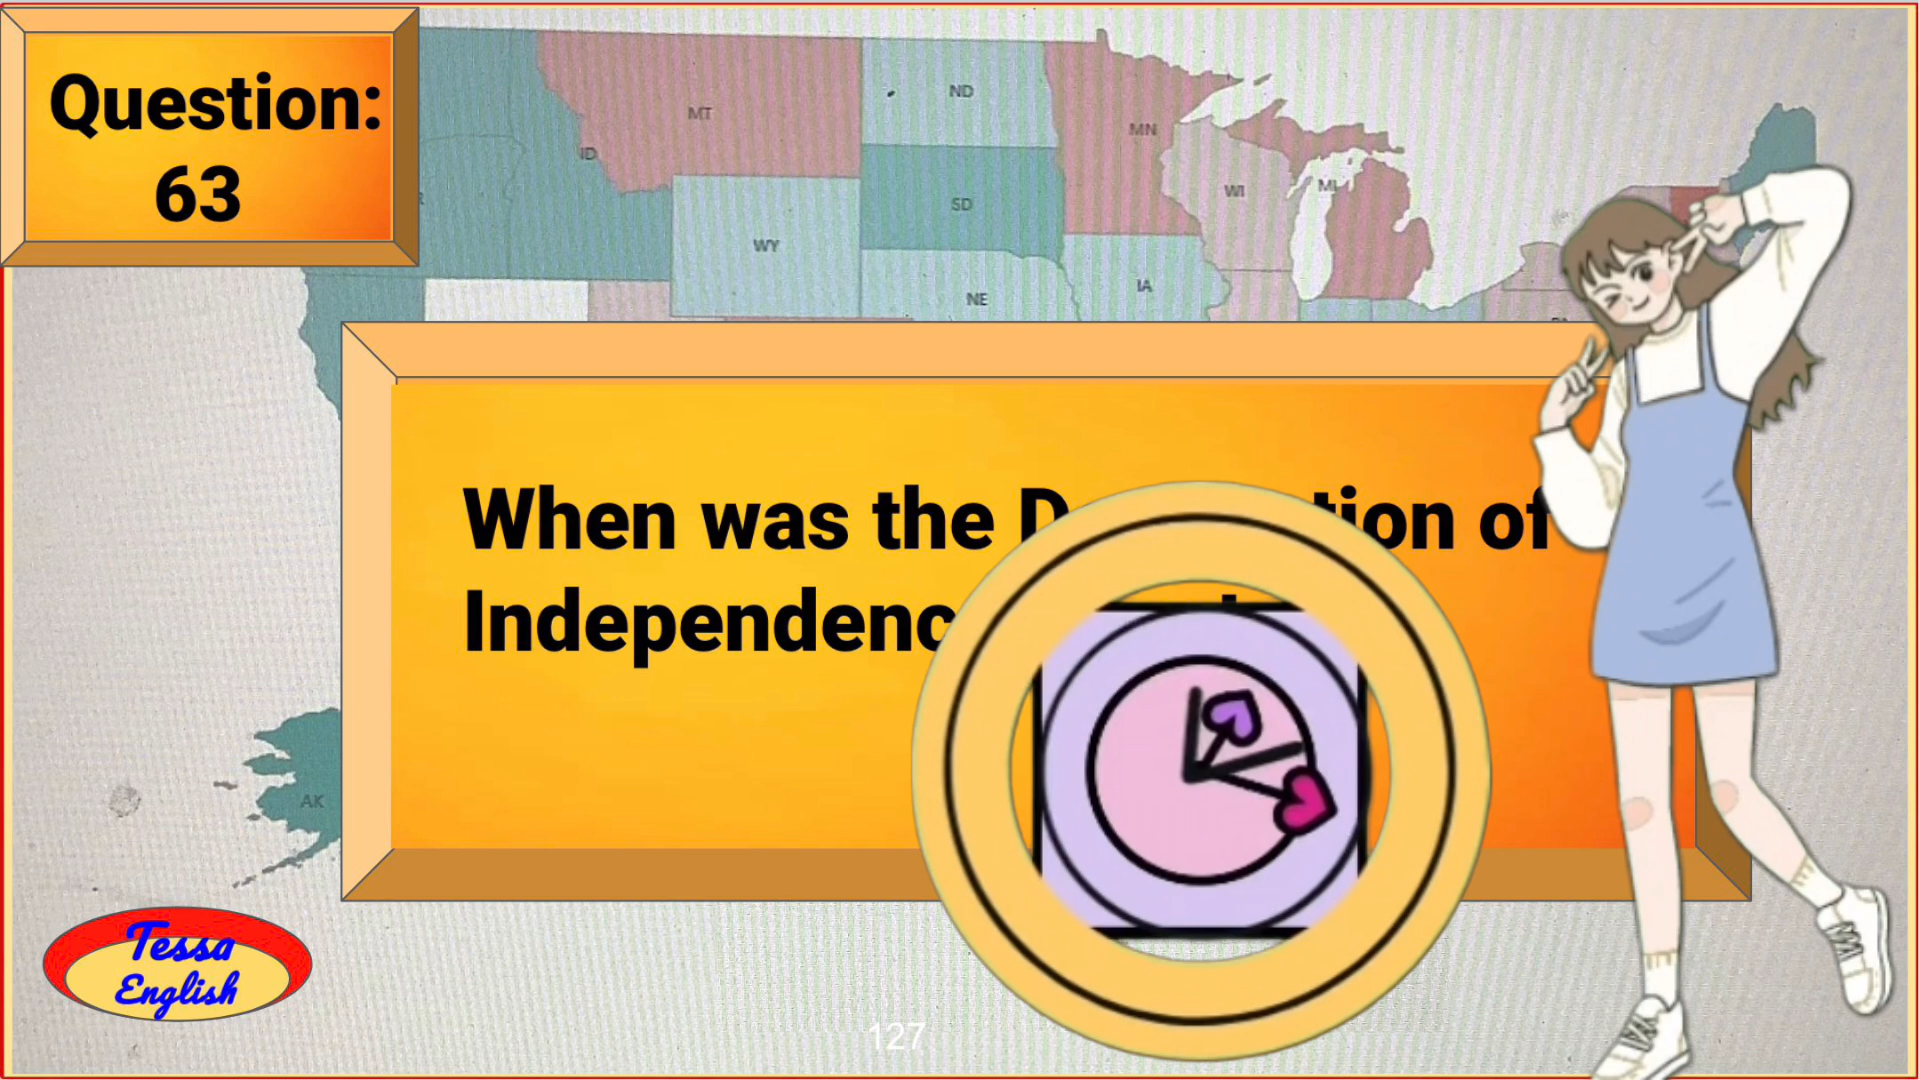 Question:
63
MT
ND
MN
ID
WI
MI
SD
WY
NE
IA
When was the of
Independenc
AK
Tessa
English
127